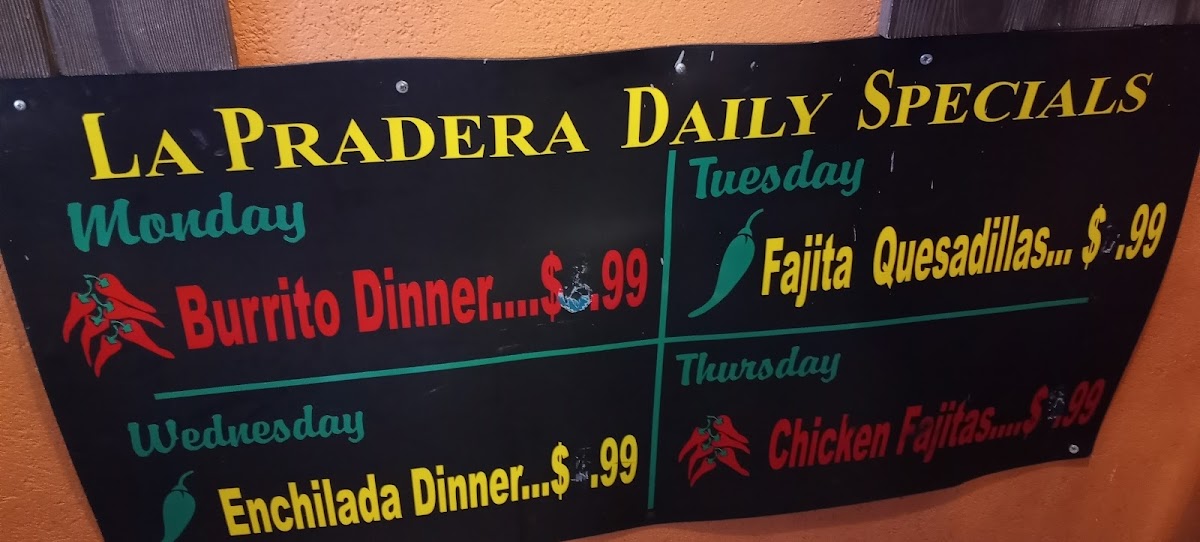 La Pradera Daily Specials
Monday
Burrito Dinner....$ .99
Tuesday
Fajita Quesadillas... $ .99
Wednesday
Enchilada Dinner...$ .99
Thursday
Chicken Fajitas....$ .99